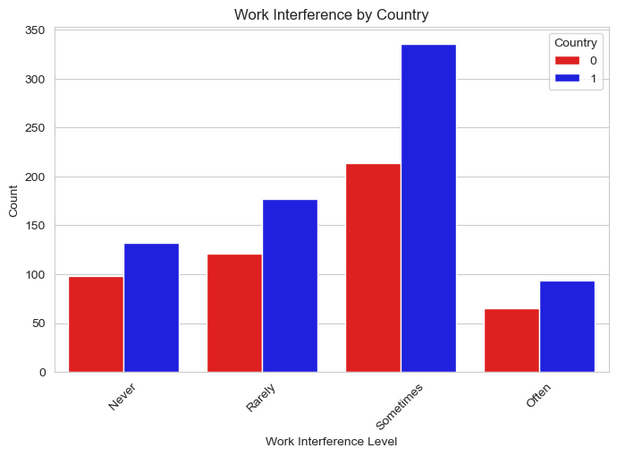 Work Interference by Country
Country
0
1
350
300
250
200
150
100
50
0
Count
Never
Rarely
Sometimes
Often
Work Interference Level